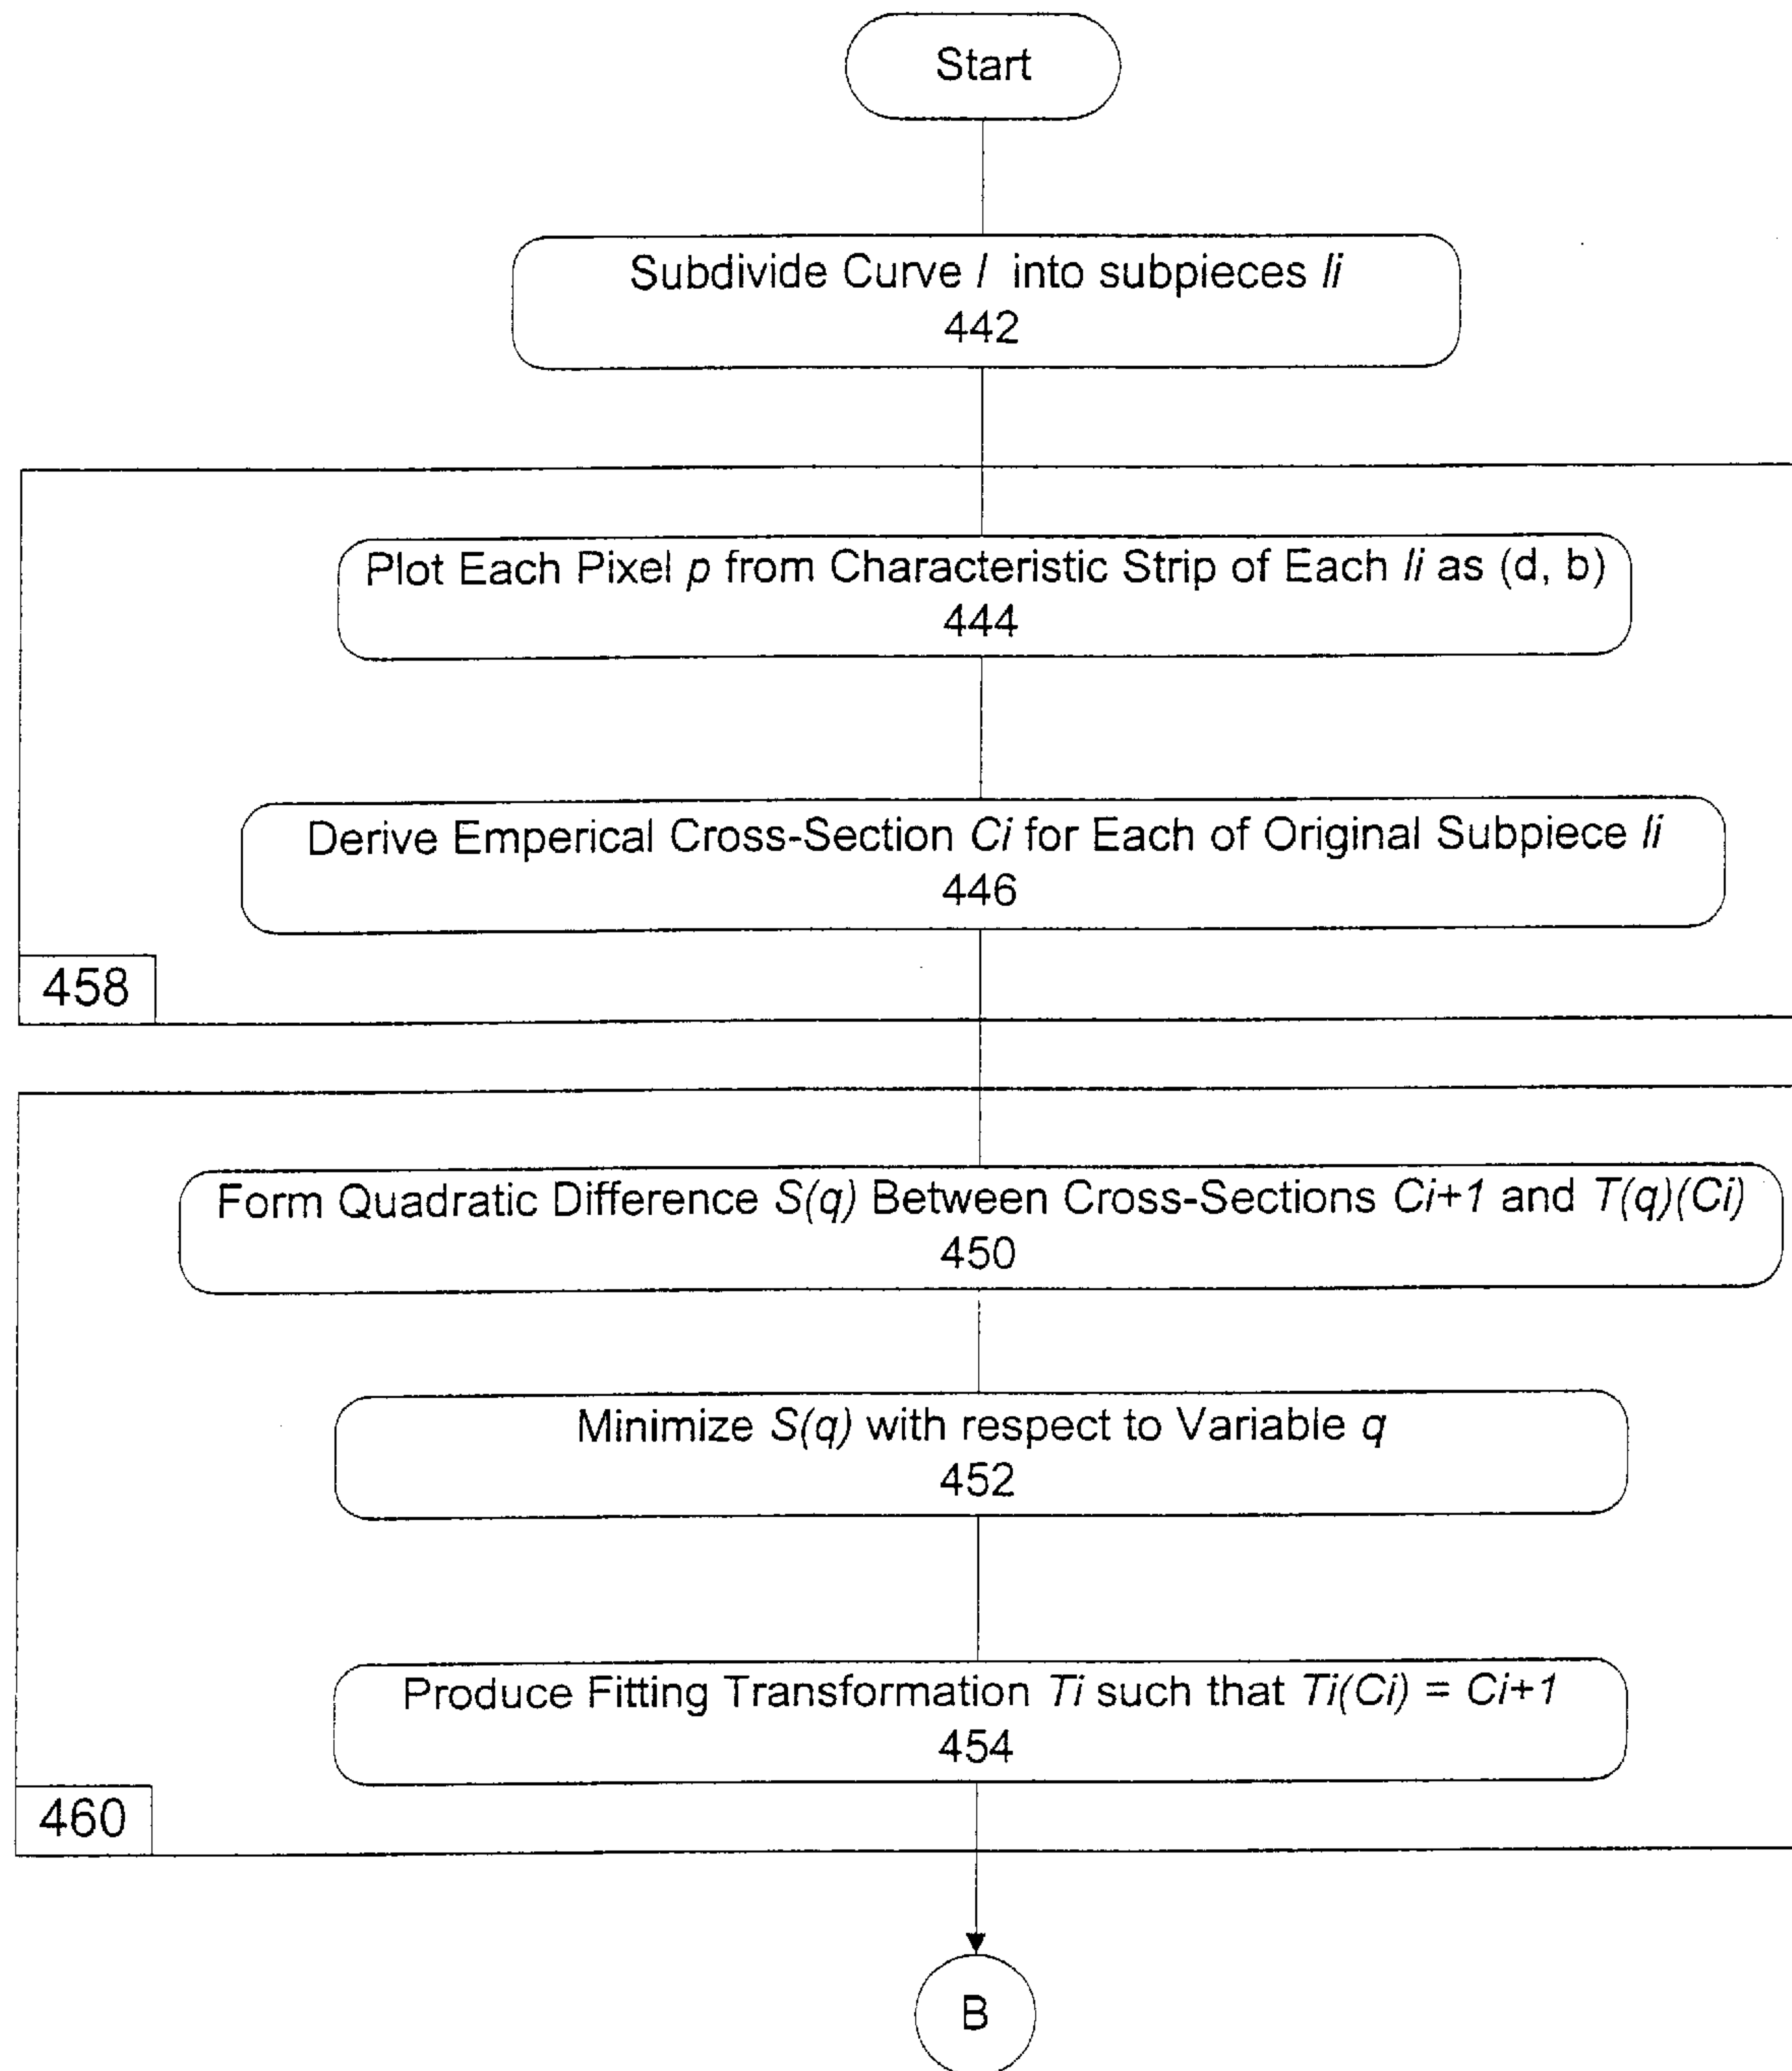 Start
Subdivide Curve l into subpieces li
442
Plot Each Pixel p from Characteristic Strip of Each li as (d, b)
444
Derive Emperical Cross-Section Ci for Each of Original Subpiece li
446
458
Form Quadratic Difference S(q) Between Cross-Sections Ci+1 and T(q)(Ci)
450
Minimize S(q) with respect to Variable q
452
Produce Fitting Transformation Ti such that Ti(Ci) = Ci+1
454
460
B